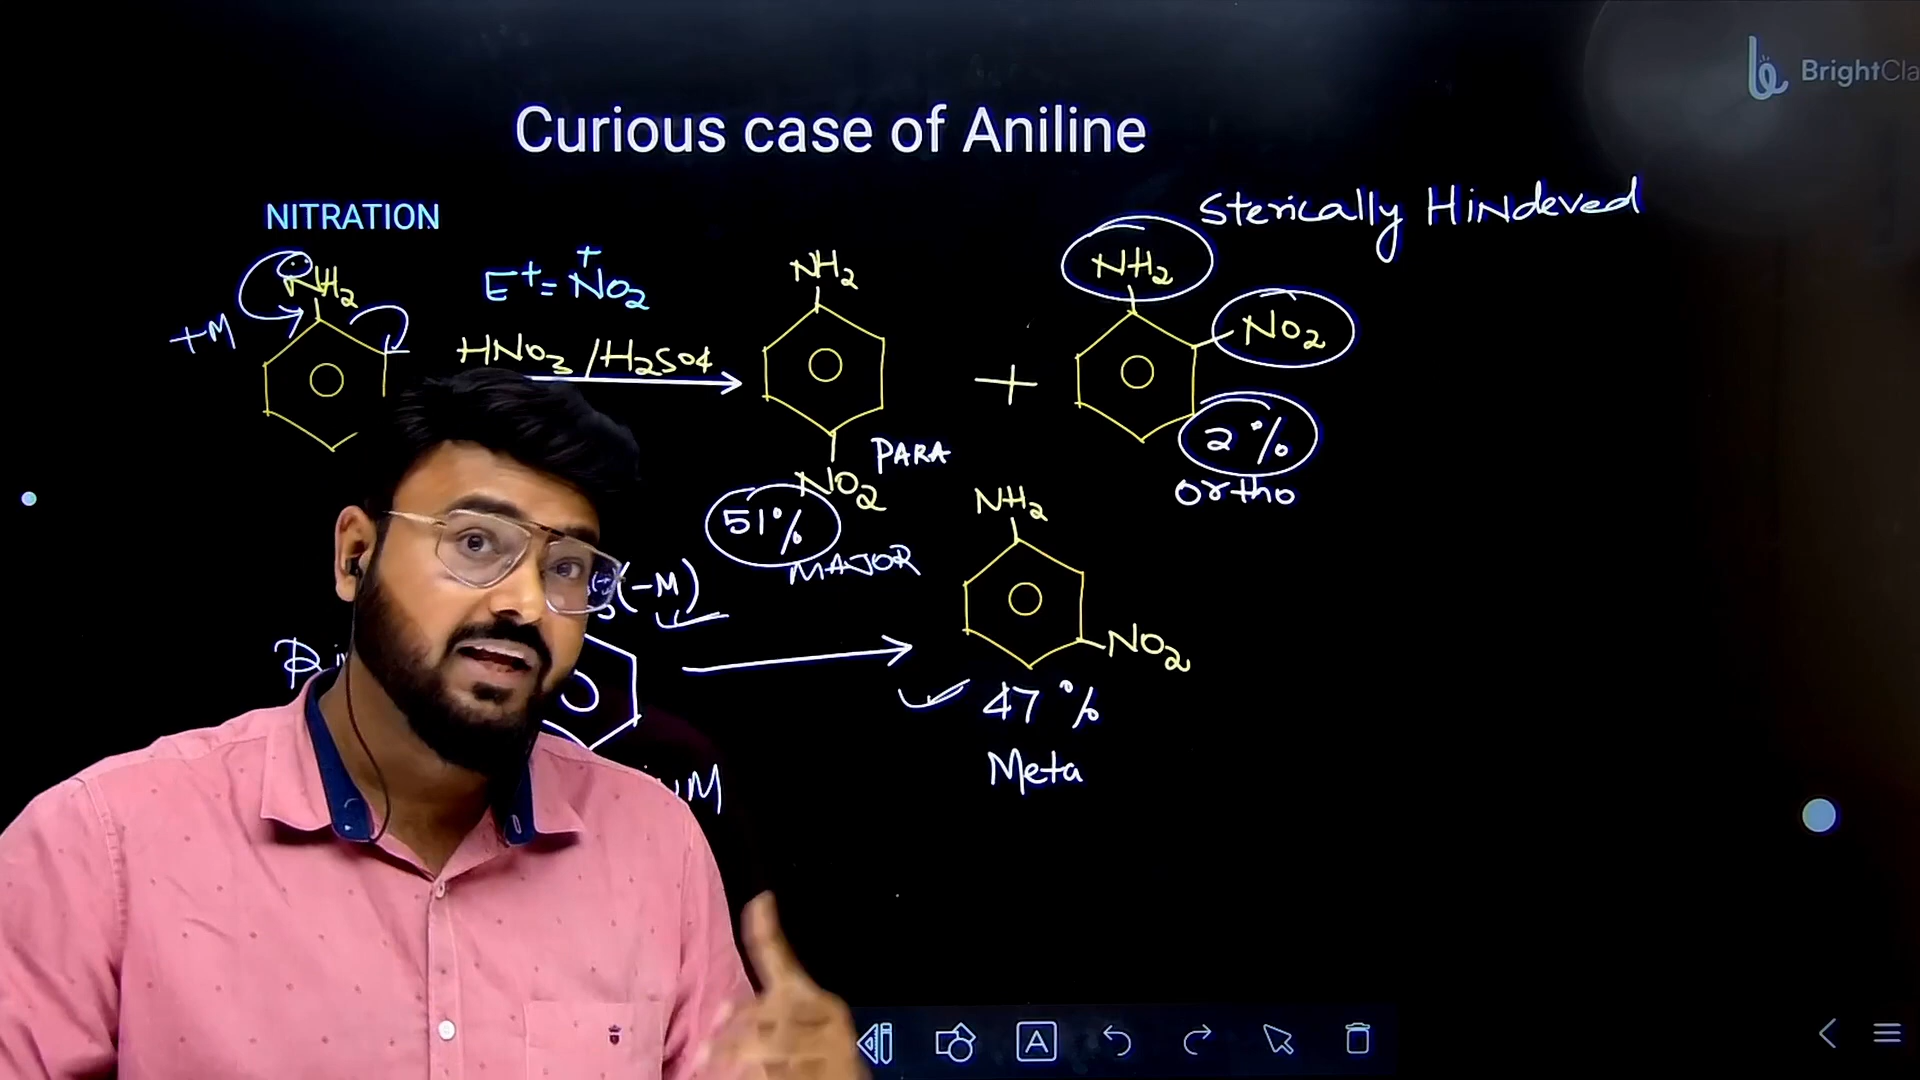 BrightCla
Curious case of Aniline
NITRATION
Sterically Hindeved
NH2
+M
E+ = +NO2
HNO3 / H2SO4
NH2
NO2
PARA
51%
MAJOR
+
NH2
NO2
2%
ortho
(-M)
NH2
NO2
47%
Meta
A